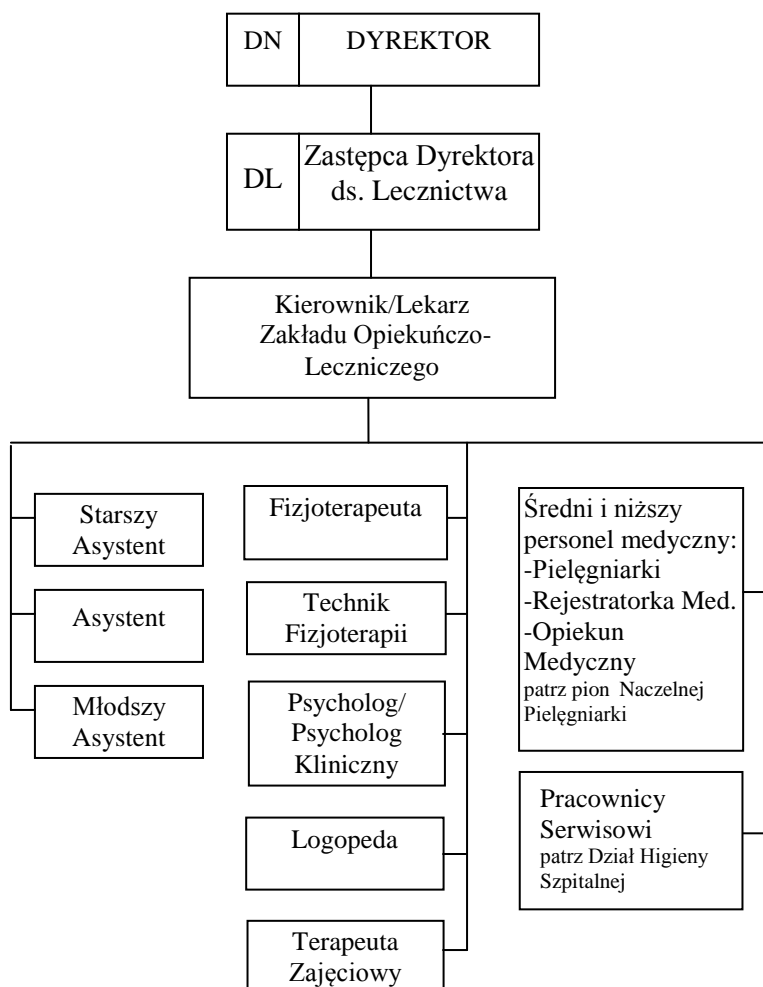 DN DYREKTOR
DL
Zastępca Dyrektora
ds. Lecznictwa
Kierownik/Lekarz
Zakładu Opiekuńczo-
Leczniczego
Starszy
Asystent
Asystent
Młodszy
Asystent
Fizjoterapeuta
Technik
Fizjoterapii
Psycholog/
Psycholog
Kliniczny
Logopeda
Terapeuta
Zajęciowy
Średni i niższy
personel medyczny:
-Pielęgniarki
-Rejestratorka Med.
-Opiekun
Medyczny
patrz pion Naczelnej
Pielęgniarki
Pracownicy
Serwisowi
patrz Dział Higieny
Szpitalnej